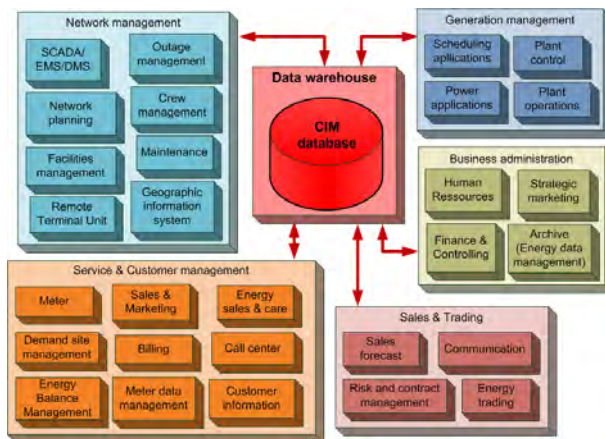 Network management
SCADA/
EMS/DMS
Outage
management
Network
planning
Crew
management
Facilities
management
Maintenance
Remote
Terminal Unit
Geographic
information
system
Data warehouse
CIM
database
Generation management
Scheduling
apllications
Plant
control
Power
applications
Plant
operations
Business administration
Human
Ressources
Strategic
marketing
Finance &
Controlling
Archive
(Energy data
management)
Service & Customer management
Meter
Sales &
Marketing
Energy
sales & care
Demand site
management
Billing
Call center
Energy
Balance
Management
Meter data
management
Customer
information
Sales & Trading
Sales
forecast
Communication
Risk and contract
management
Energy
trading